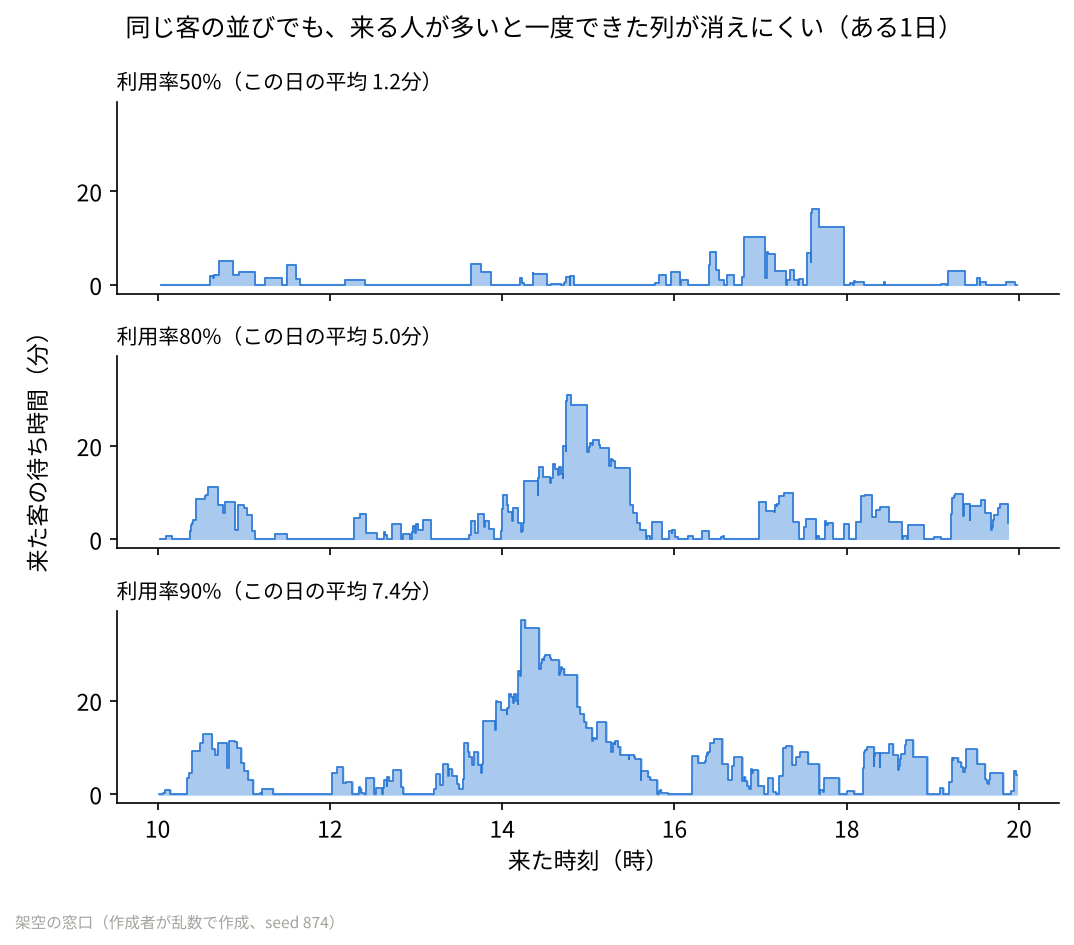 同じ客の並びでも、来る人が多いと一度できた列が消えにくい（ある1日）
利用率50%（この日の平均 1.2分）
20
0
利用率80%（この日の平均 5.0分）
20
0
来た客の待ち時間（分）
利用率90%（この日の平均 7.4分）
20
0
10 12 14 16 18 20
来た時刻（時）
架空の窓口（作成者が乱数で作成、seed 874）